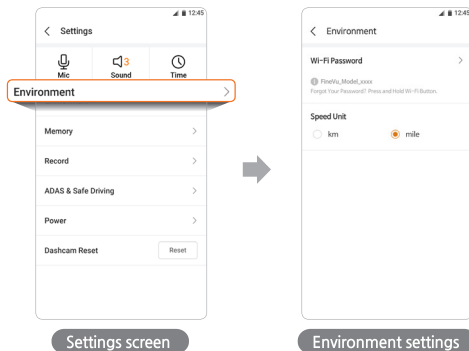 12:45
Settings
3
Mic Sound Time
Environment
Memory
Record
ADAS & Safe Driving
Power
Dashcam Reset Reset
Settings screen
12:45
Environment
Wi-Fi Password
FineVu_Model_xxxx
Forgot Your Password? Press and Hold Wi-Fi Button.
Speed Unit
km mile
Environment settings